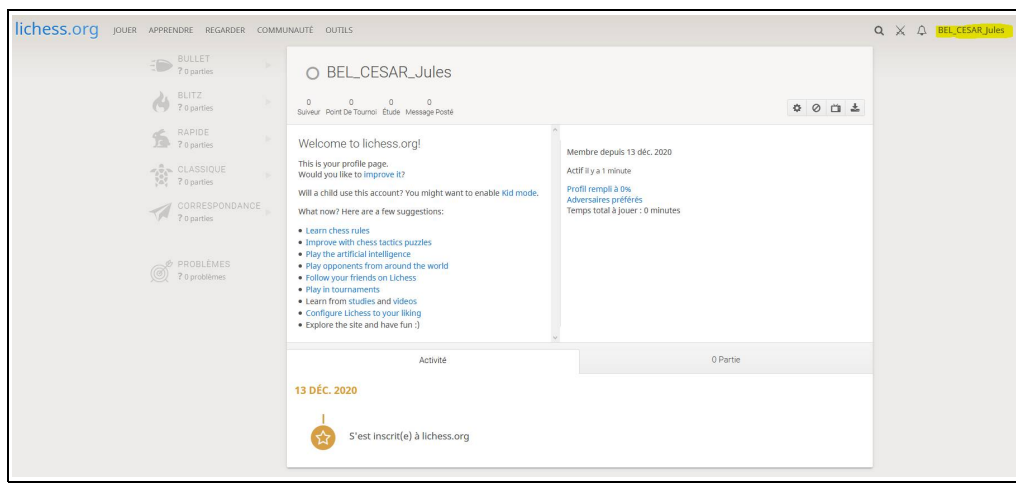 lichess.org JOUER APPRENDRE REGARDER COMMUNAUTÉ OUTILS BEL_CESAR_Jules
BULLET
? 0 parties
BLITZ
? 0 parties
RAPIDE
? 0 parties
CLASSIQUE
? 0 parties
CORRESPONDANCE
? 0 parties
PROBLÈMES
? 0 problèmes
BEL_CESAR_Jules
0 0 0 0
Suiveur Point De Tournoi Étude Message Posté
Welcome to lichess.org!
This is your profile page.
Would you like to improve it?
Will a child use this account? You might want to enable Kid mode.
What now? Here are a few suggestions:
• Learn chess rules
• Improve with chess tactics puzzles
• Play the artificial intelligence
• Play opponents from around the world
• Follow your friends on Lichess
• Play in tournaments
• Learn from studies and videos
• Configure Lichess to your liking
• Explore the site and have fun :)
Membre depuis 13 déc. 2020
Actif il y a 1 minute
Profil rempli à 0%
Adversaires préférés
Temps total à jouer : 0 minutes
Activité 0 Partie
13 DÉC. 2020
S'est inscrit(e) à lichess.org